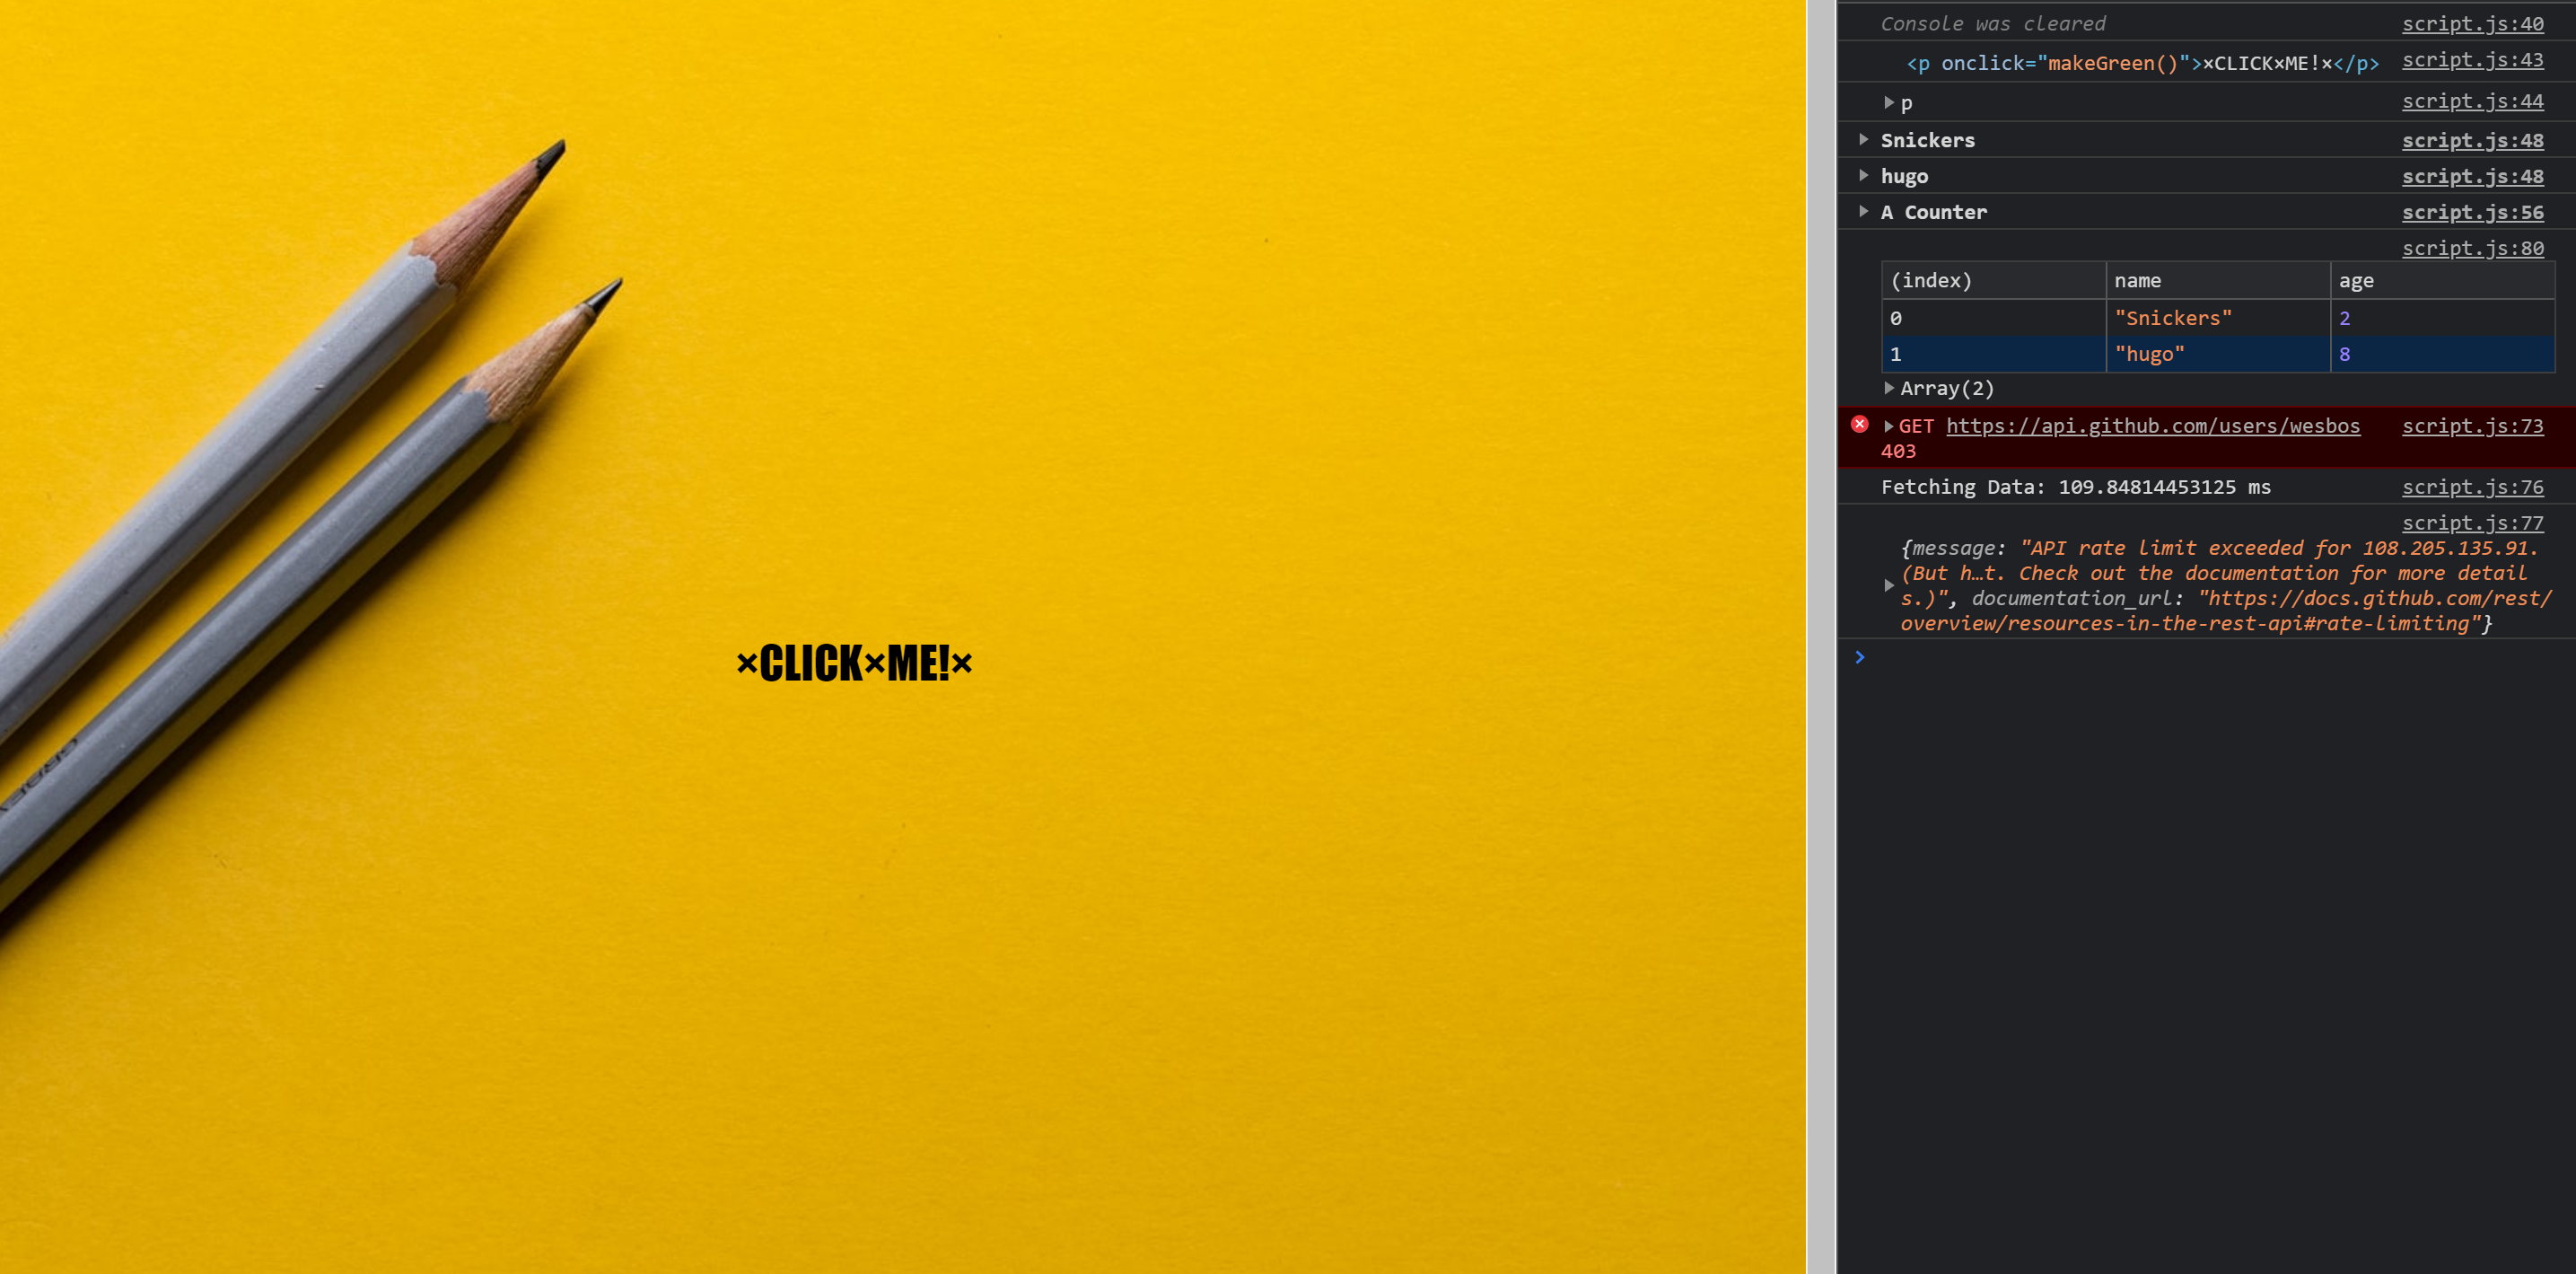 ×CLICK×ME!×
Console was cleared script.js:40
<p onclick="makeGreen()">×CLICK×ME!×</p> script.js:43
p script.js:44
Snickers script.js:48
hugo script.js:48
A Counter script.js:56
script.js:80
(index) name age
0 "Snickers" 2
1 "hugo" 8
Array(2)
GET https://api.github.com/users/wesbos script.js:73
403
Fetching Data: 109.84814453125 ms script.js:76
script.js:77
{message: "API rate limit exceeded for 108.205.135.91.
(But h…t. Check out the documentation for more detail
s.)", documentation_url: "https://docs.github.com/rest/
overview/resources-in-the-rest-api#rate-limiting"}